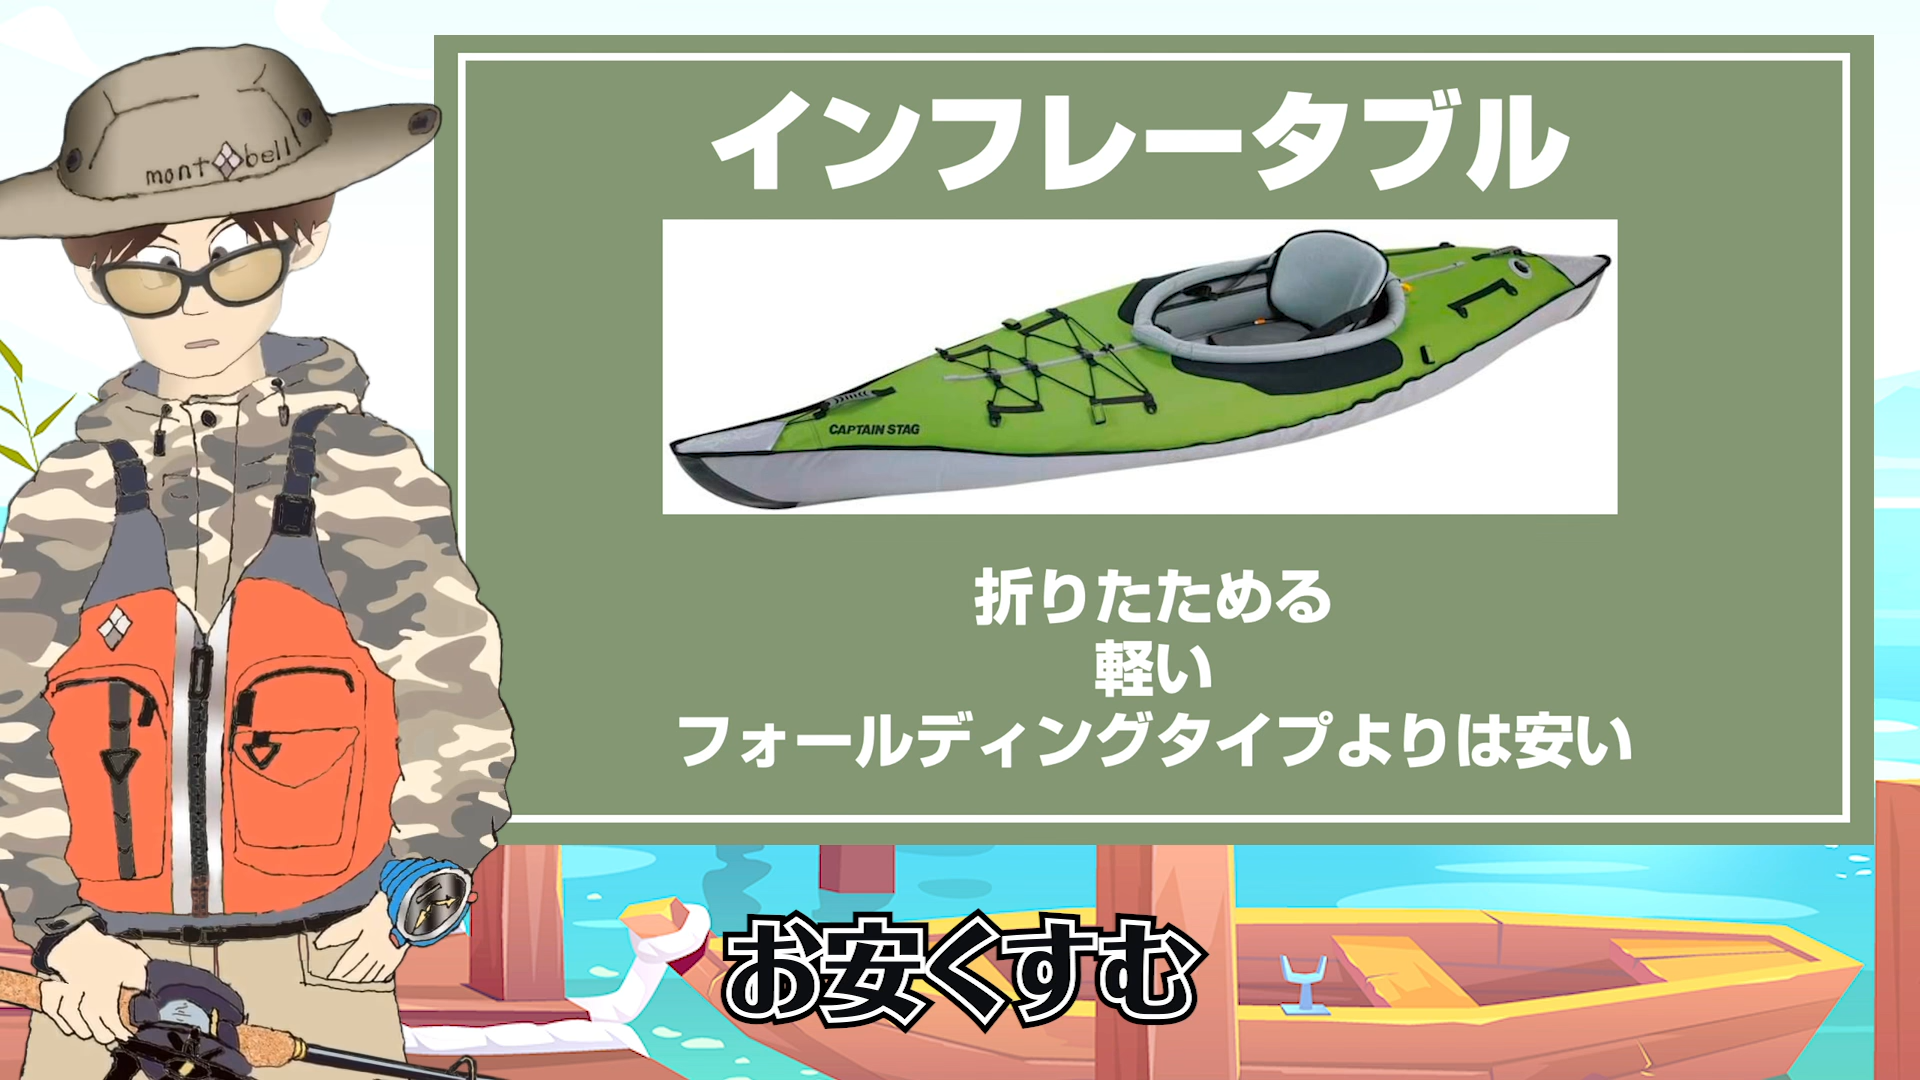 mont bell
インフレータブル
CAPTAIN STAG
折りたためる
軽い
フォールディングタイプよりは安い
お安くすむ